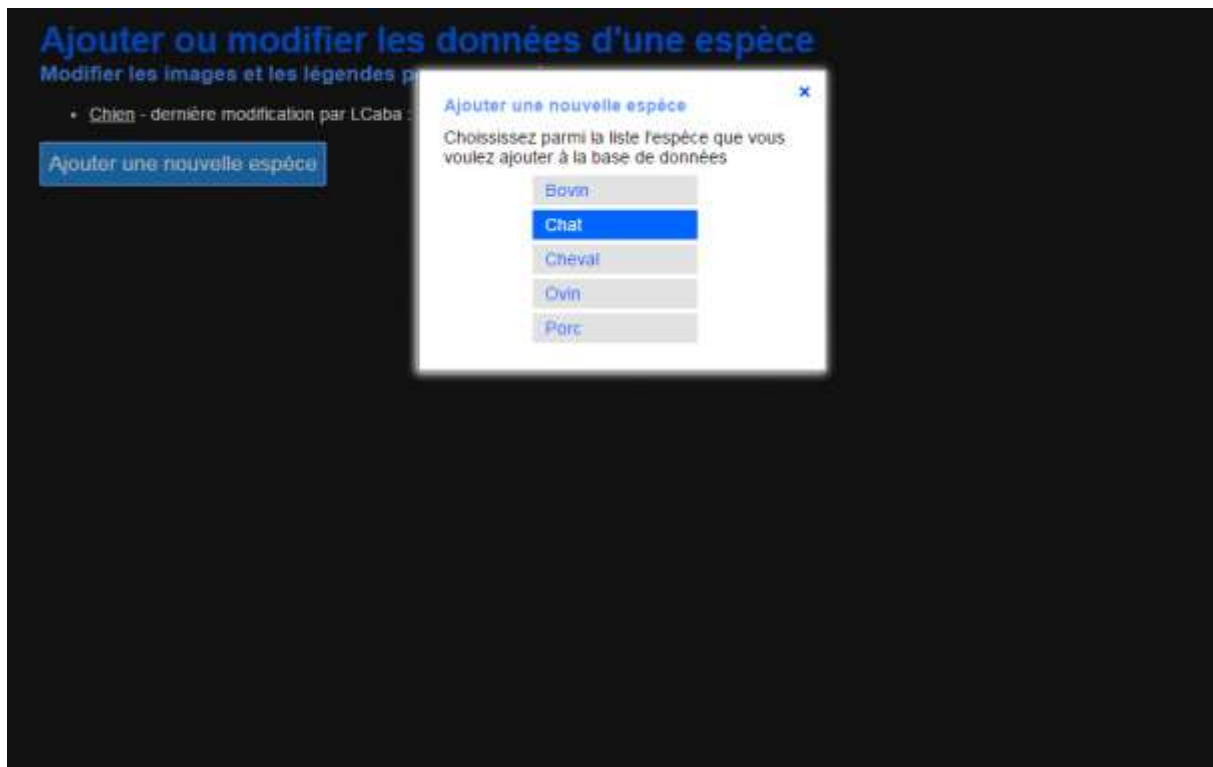 Ajouter ou modifier les données d'une espèce
Modifier les images et les légendes p
• Chien - dernière modification par LCaba :
Ajouter une nouvelle espèce
×
Ajouter une nouvelle espèce
Choississez parmi la liste l'espèce que vous
voulez ajouter à la base de données
Bovin
Chat
Cheval
Ovin
Porc